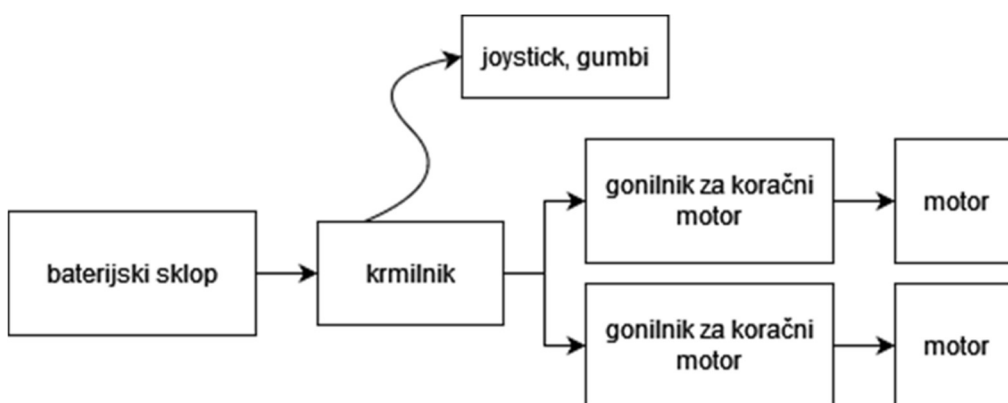 joystick, gumbi
gonilnik za koračni
motor
motor
baterijski sklop
krmilnik
gonilnik za koračni
motor
motor